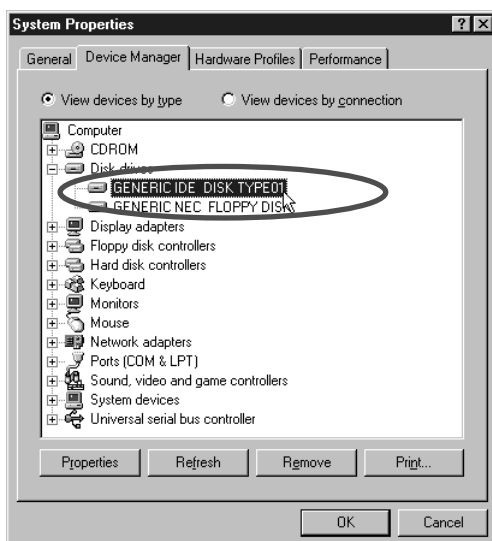 System Properties
General Device Manager Hardware Profiles Performance
View devices by type View devices by connection
Computer
CDROM
Disk drives
GENERIC IDE DISK TYPE01
GENERIC NEC FLOPPY DISK
Display adapters
Floppy disk controllers
Hard disk controllers
Keyboard
Monitors
Mouse
Network adapters
Ports (COM & LPT)
Sound, video and game controllers
System devices
Universal serial bus controller
Properties Refresh Remove Print...
OK Cancel